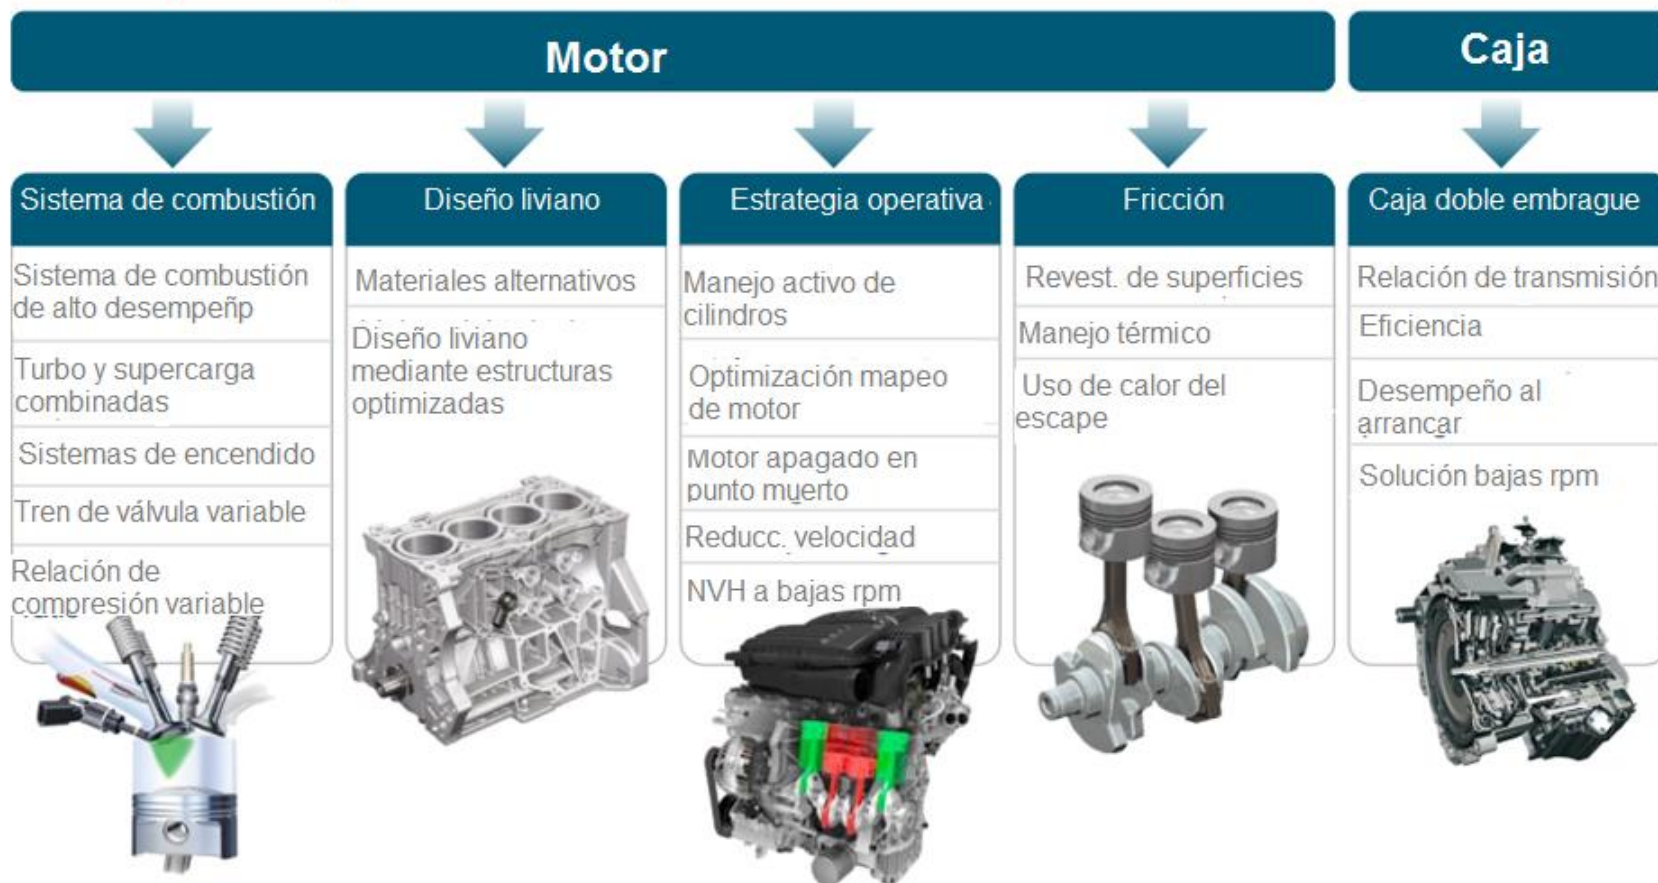 Motor
Caja
Sistema de combustión
Sistema de combustión
de alto desempeñp
Turbo y supercarga
combinadas
Sistemas de encendido
Tren de válvula variable
Relación de
compresión variable
Diseño liviano
Materiales alternativos
Diseño liviano
mediante estructuras
optimizadas
Estrategia operativa
Manejo activo de
cilindros
Optimización mapeo
de motor
Motor apagado en
punto muerto
Reducc. velocidad
NVH a bajas rpm
Fricción
Revest. de superficies
Manejo térmico
Uso de calor del
escape
Caja doble embrague
Relación de transmisión
Eficiencia
Desempeño al
arrancar
Solución bajas rpm